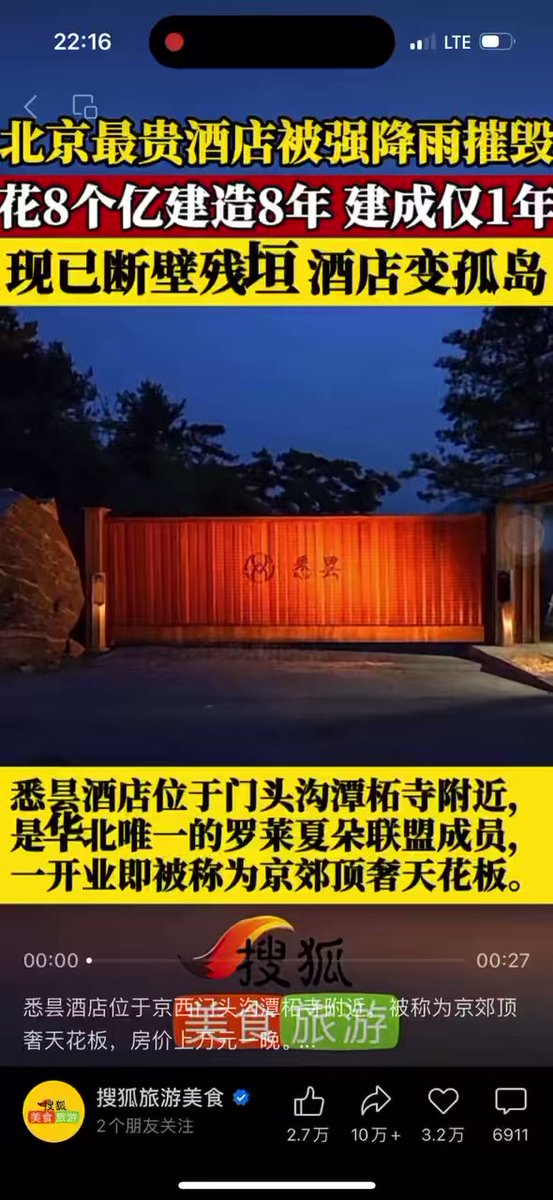 22:16
LTE
北京最贵酒店被强降雨摧毁
花8个亿建造8年 建成仅1年
现已断壁残垣 酒店变孤岛
悉昙
悉昙酒店位于门头沟潭柘寺附近，
是华北唯一的罗莱夏朵联盟成员，
一开业即被称为京郊顶奢天花板。
00:00
00:27
搜狐
美食旅游
悉昙酒店位于京西门头沟潭柘寺附近，被称为京郊顶
奢天花板，房价上万元一晚。...
搜狐
美食旅游
搜狐旅游美食
2个朋友关注
2.7万
10万+
3.2万
6911